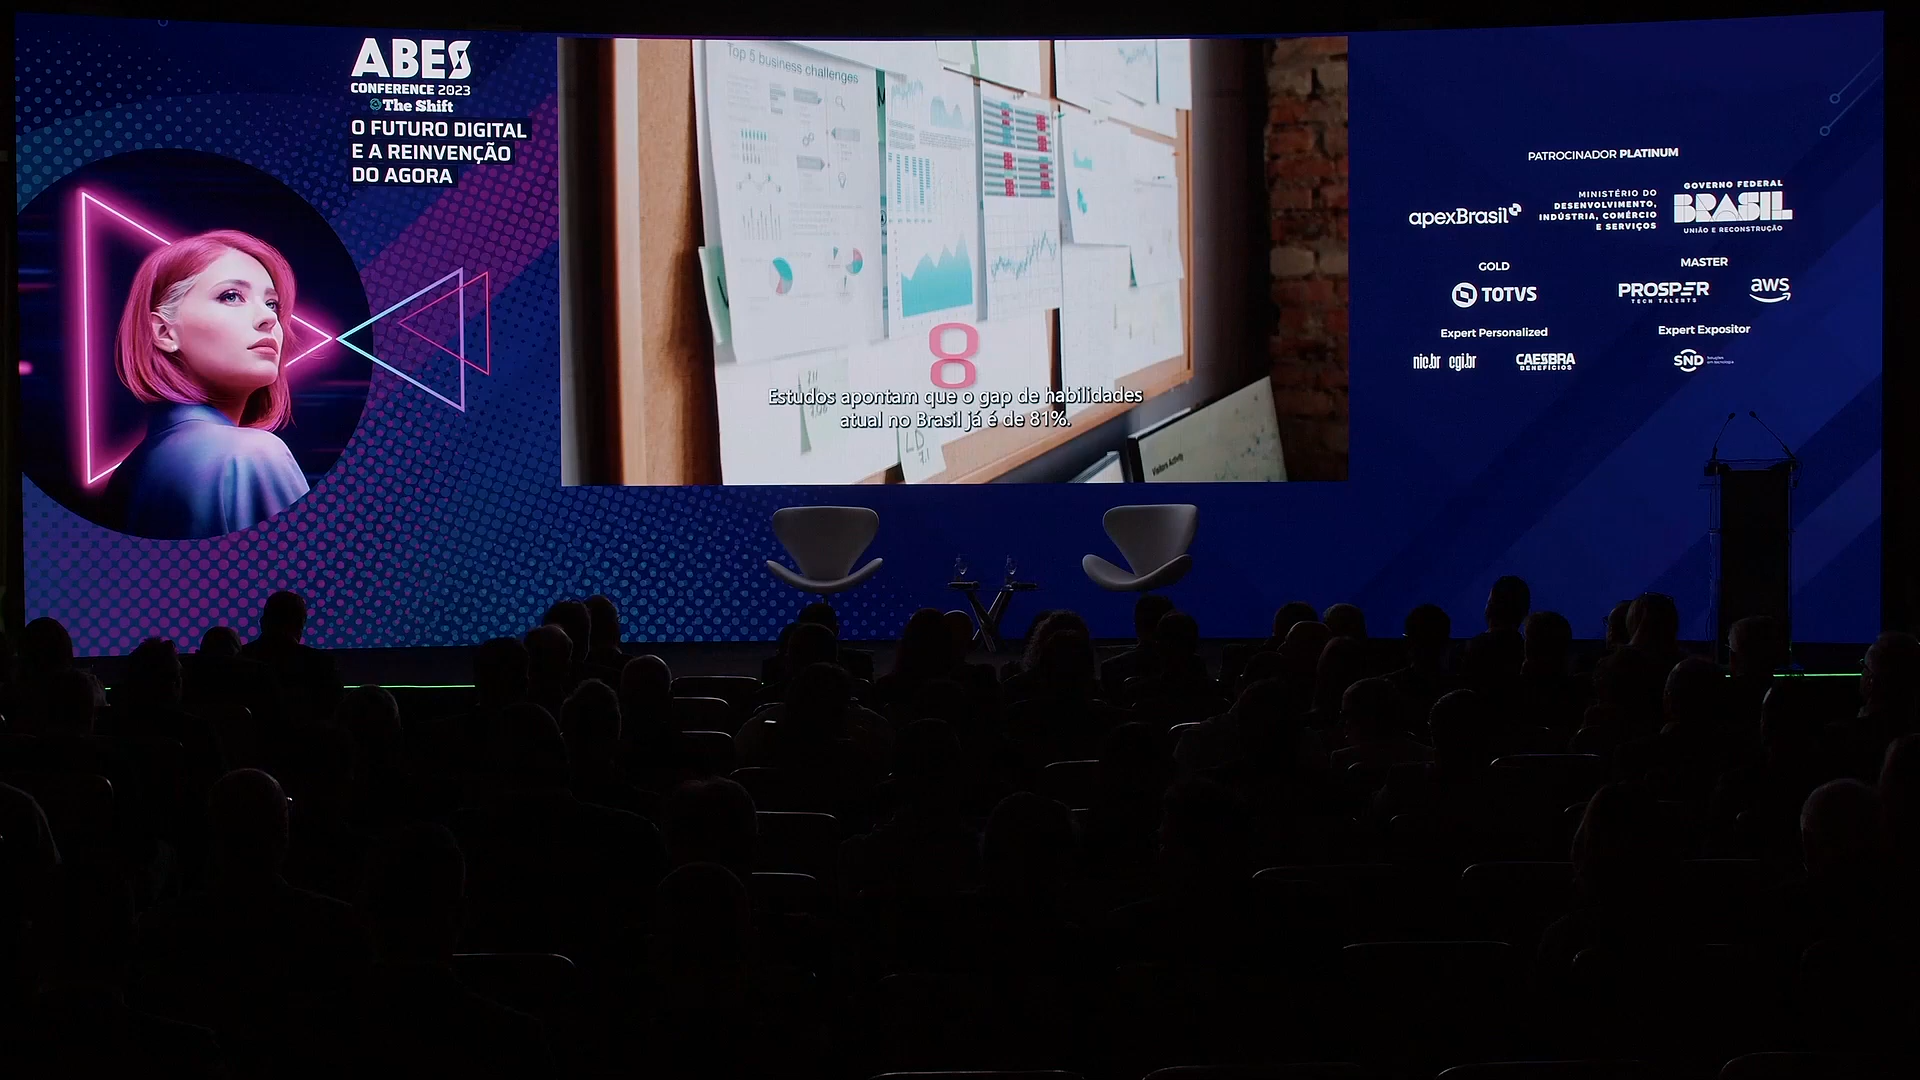 ABES
CONFERENCE 2023
The Shift
O FUTURO DIGITAL
E A REINVENÇÃO
DO AGORA
Top 5 business challenges
8
Estudos apontam que o gap de habilidades
atual no Brasil já é de 81%.
Visitors Activity
PATROCINADOR PLATINUM
apexBrasil
MINISTÉRIO DO
DESENVOLVIMENTO,
INDÚSTRIA, COMÉRCIO
E SERVIÇOS
GOVERNO FEDERAL
BRASIL
UNIÃO E RECONSTRUÇÃO
GOLD
TOTVS
MASTER
PROSPER
TECH TALENTS
aws
Expert Personalized
nic.br cgi.br
CAESBRA
BENEFÍCIOS
Expert Expositor
SND